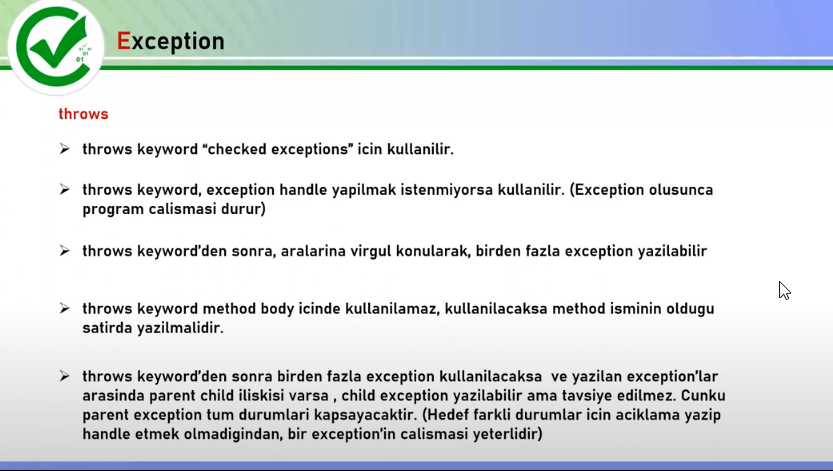 Exception
throws
throws keyword “checked exceptions” icin kullanilir.
throws keyword, exception handle yapilmak istenmiyorsa kullanilir. (Exception olusunca
program calismasi durur)
throws keyword’den sonra, aralarina virgul konularak, birden fazla exception yazilabilir
throws keyword method body icinde kullanilamaz, kullanilacaksa method isminin oldugu
satirda yazilmalidir.
throws keyword’den sonra birden fazla exception kullanilacaksa ve yazilan exception’lar
arasinda parent child iliskisi varsa , child exception yazilabilir ama tavsiye edilmez. Cunku
parent exception tum durumlari kapsayacaktir. (Hedef farkli durumlar icin aciklama yazip
handle etmek olmadigindan, bir exception’in calismasi yeterlidir)